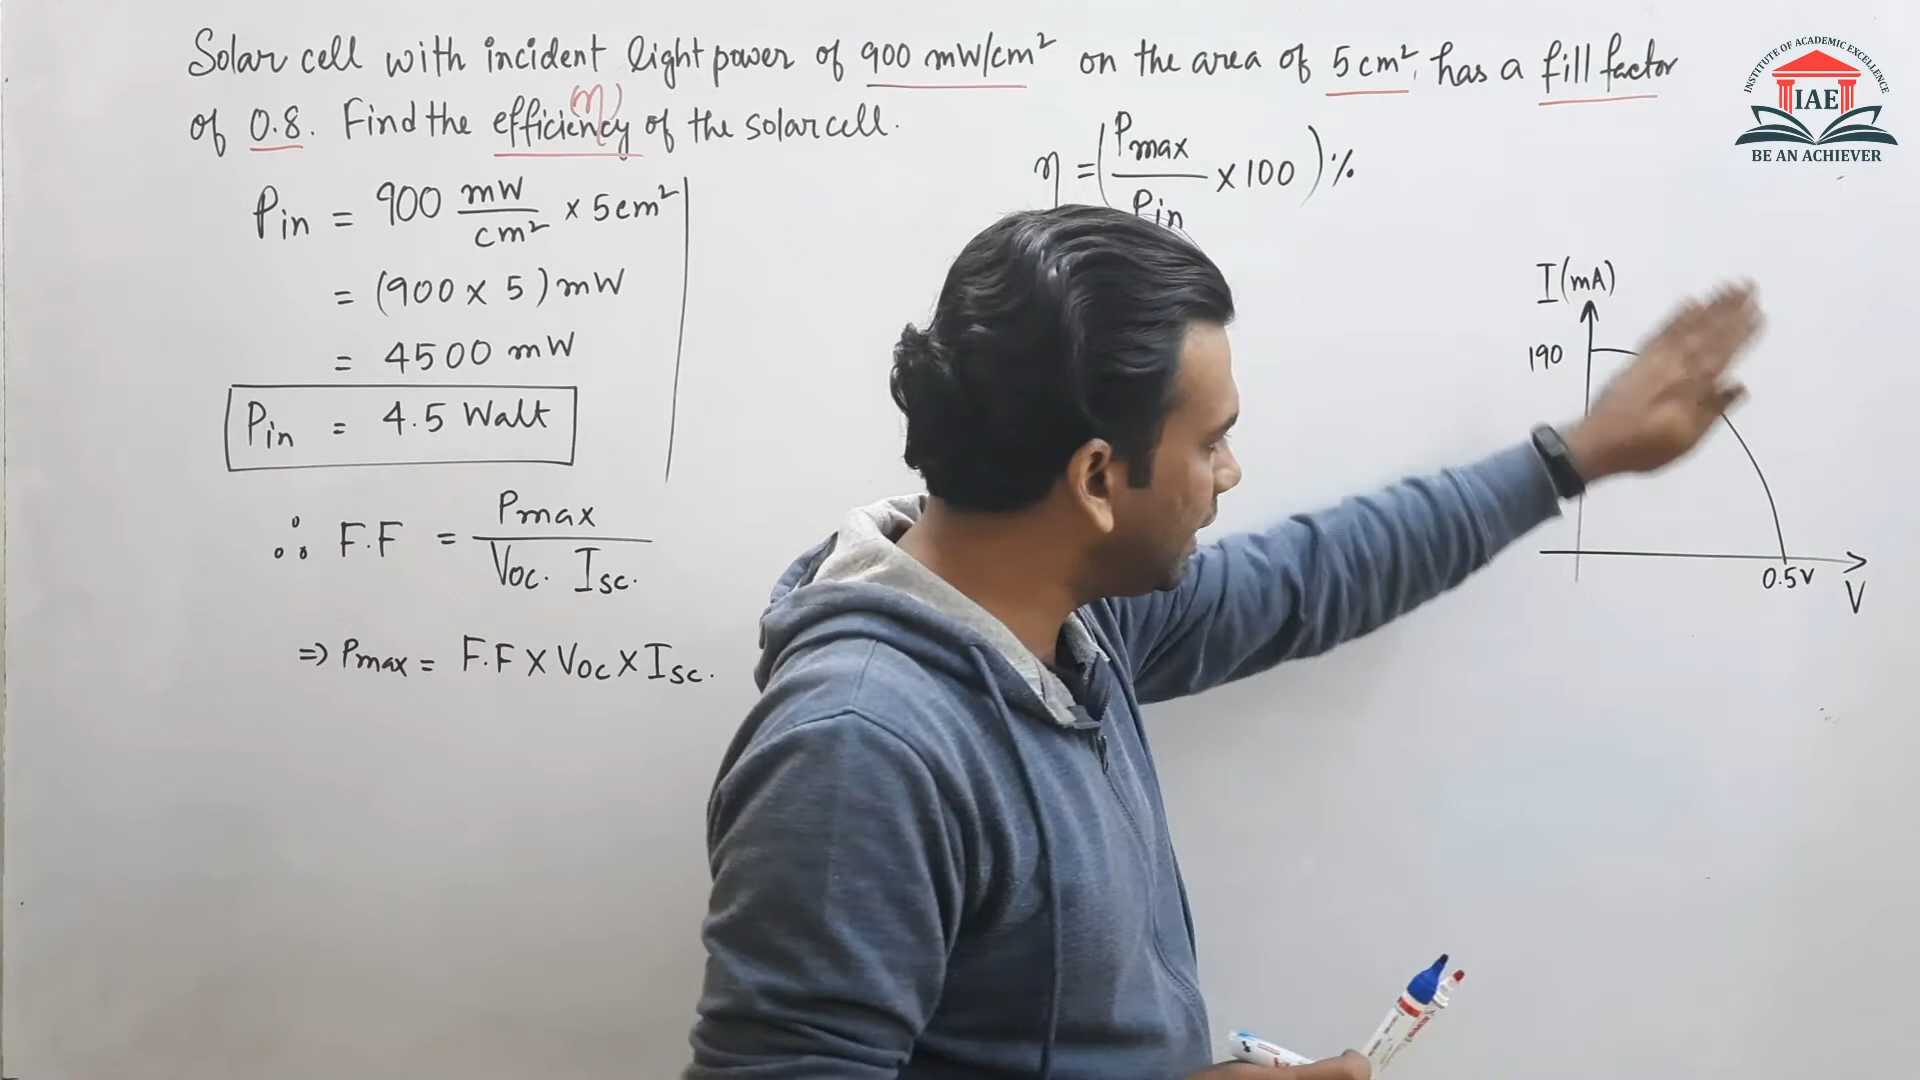 Solar cell with incident light power of 900 mW/cm² on the area of 5 cm², has a fill factor
of 0.8. Find the efficiency of the solar cell.
(η)
Pin = 900 mW/cm² × 5cm²
= (900 × 5) mW
= 4500 mW
Pin = 4.5 Watt
∴ F.F = Pmax / Voc. Isc.
⇒ Pmax = F.F × Voc × Isc.
η = (Pmax / Pin × 100) %
I (mA)
190
0.5 V
V
INSTITUTE OF ACADEMIC EXCELLENCE
IAE
BE AN ACHIEVER